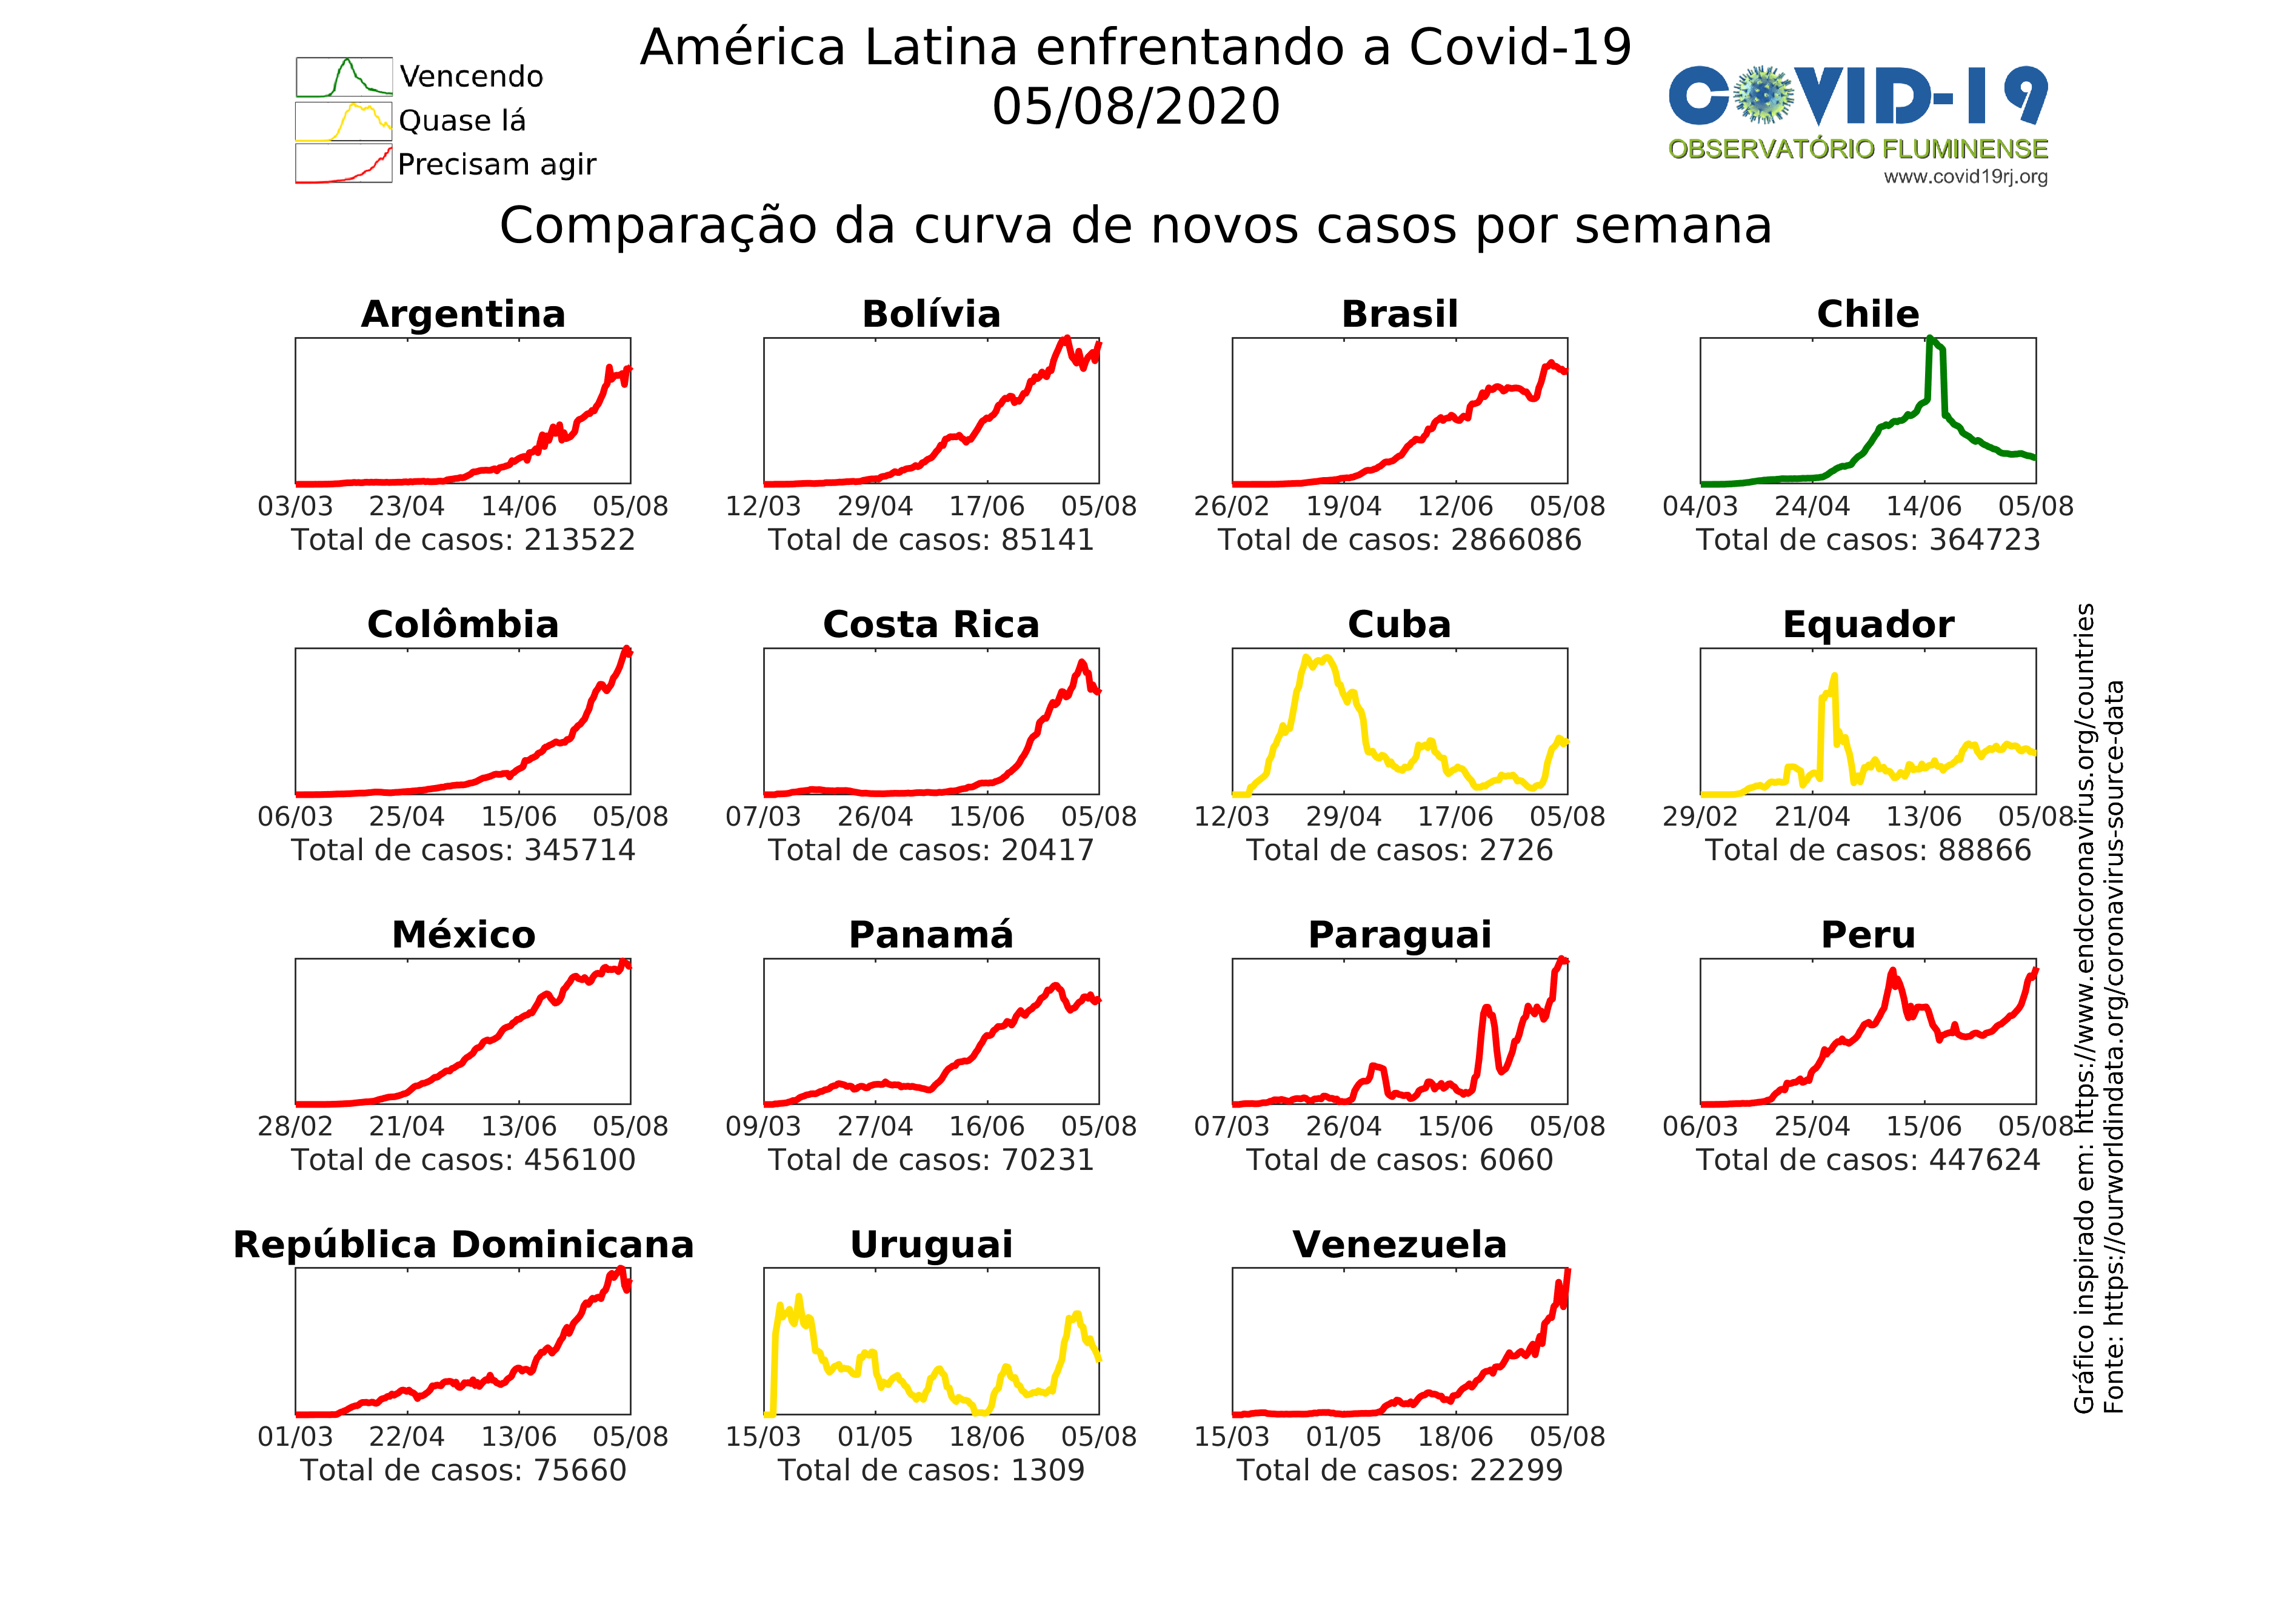 América Latina enfrentando a Covid-19
05/08/2020
Vencendo
Quase lá
Precisam agir
COVID-19
OBSERVATÓRIO FLUMINENSE
www.covid19rj.org
Comparação da curva de novos casos por semana
Argentina
03/03 23/04 14/06 05/08
Total de casos: 213522
Bolívia
12/03 29/04 17/06 05/08
Total de casos: 85141
Brasil
26/02 19/04 12/06 05/08
Total de casos: 2866086
Chile
04/03 24/04 14/06 05/08
Total de casos: 364723
Colômbia
06/03 25/04 15/06 05/08
Total de casos: 345714
Costa Rica
07/03 26/04 15/06 05/08
Total de casos: 20417
Cuba
12/03 29/04 17/06 05/08
Total de casos: 2726
Equador
29/02 21/04 13/06 05/08
Total de casos: 88866
México
28/02 21/04 13/06 05/08
Total de casos: 456100
Panamá
09/03 27/04 16/06 05/08
Total de casos: 70231
Paraguai
07/03 26/04 15/06 05/08
Total de casos: 6060
Peru
06/03 25/04 15/06 05/08
Total de casos: 447624
República Dominicana
01/03 22/04 13/06 05/08
Total de casos: 75660
Uruguai
15/03 01/05 18/06 05/08
Total de casos: 1309
Venezuela
15/03 01/05 18/06 05/08
Total de casos: 22299
Gráfico inspirado em: https://www.endcoronavirus.org/countries
Fonte: https://ourworldindata.org/coronavirus-source-data